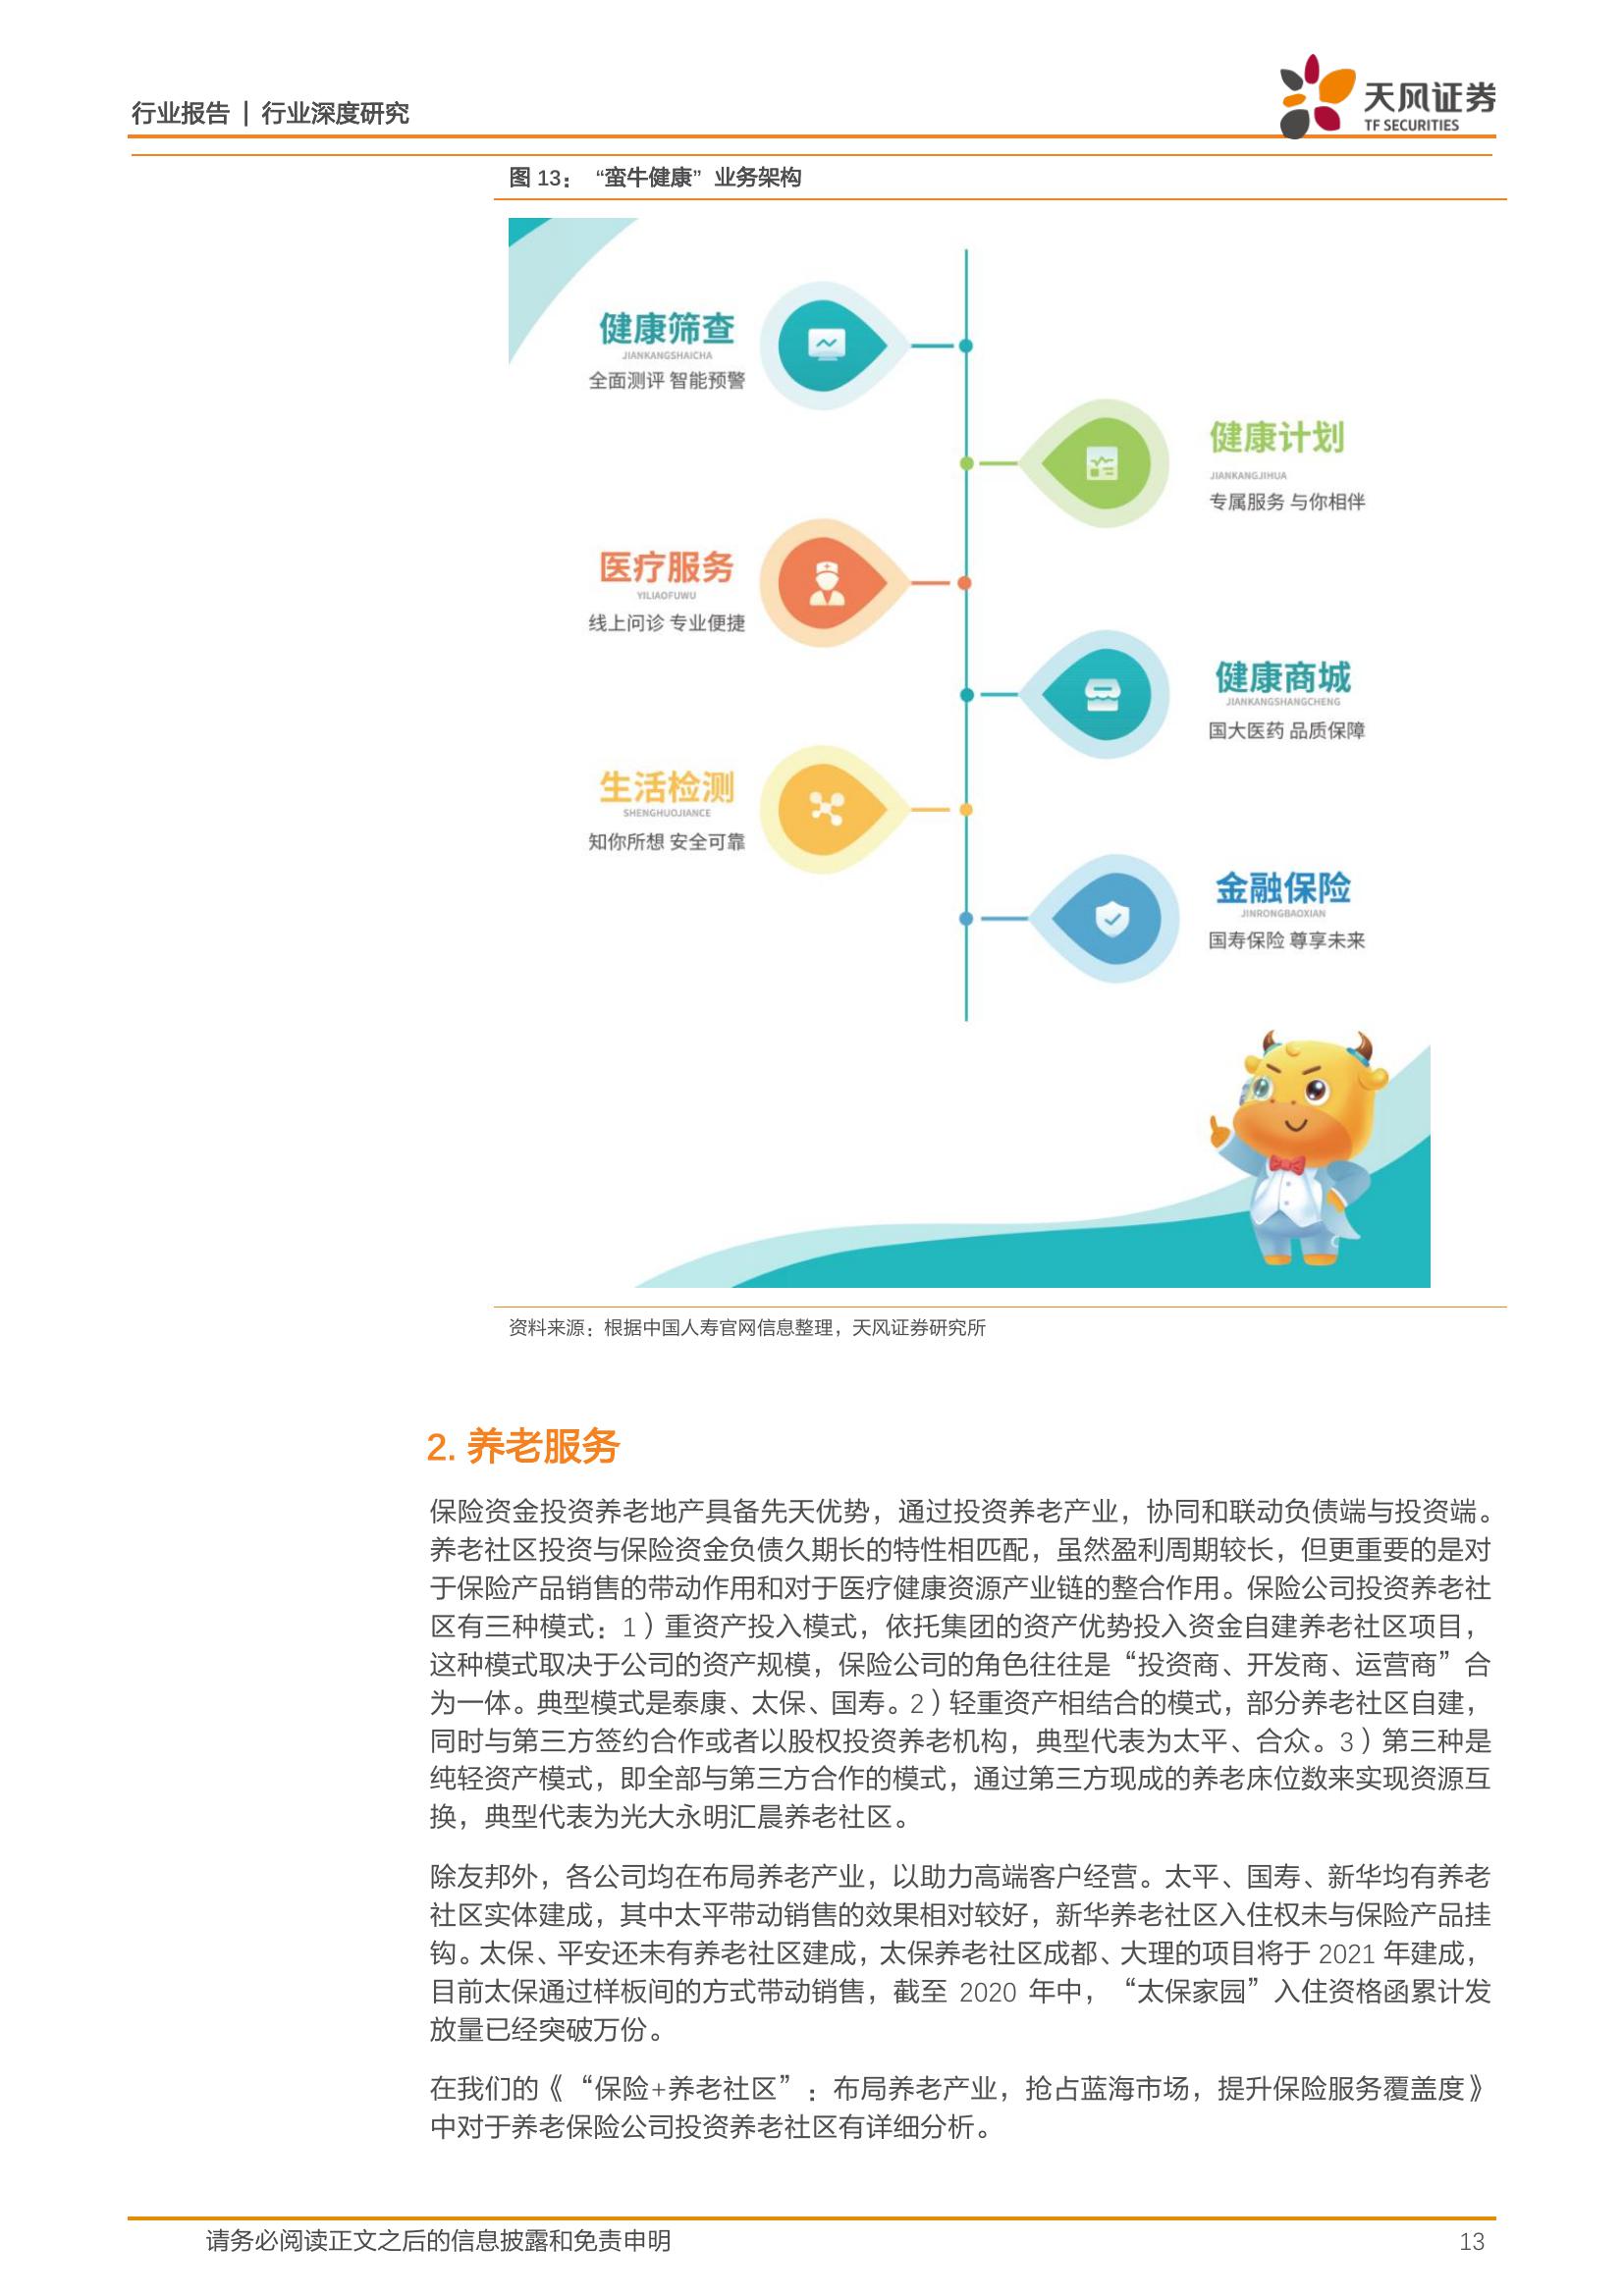 行业报告 | 行业深度研究
天风证券
TF SECURITIES
图 13： “蛮牛健康” 业务架构
健康筛查
JIANKANGSHAICHA
全面测评 智能预警
健康计划
JIANKANGJIHUA
专属服务 与你相伴
医疗服务
YILIAOFUWU
线上问诊 专业便捷
健康商城
JIANKANGSHANGCHENG
国大医药 品质保障
生活检测
SHENGHUOJIANCE
知你所想 安全可靠
金融保险
JINRONGBAOXIAN
国寿保险 尊享未来
资料来源：根据中国人寿官网信息整理，天风证券研究所
2. 养老服务
保险资金投资养老地产具备先天优势，通过投资养老产业，协同和联动负债端与投资端。
养老社区投资与保险资金负债久期长的特性相匹配，虽然盈利周期较长，但更重要的是对
于保险产品销售的带动作用和对于医疗健康资源产业链的整合作用。保险公司投资养老社
区有三种模式：1）重资产投入模式，依托集团的资产优势投入资金自建养老社区项目，
这种模式取决于公司的资产规模，保险公司的角色往往是“投资商、开发商、运营商”合
为一体。典型模式是泰康、太保、国寿。2）轻重资产相结合的模式，部分养老社区自建，
同时与第三方签约合作或者以股权投资养老机构，典型代表为太平、合众。3）第三种是
纯轻资产模式，即全部与第三方合作的模式，通过第三方现成的养老床位数来实现资源互
换，典型代表为光大永明汇晨养老社区。
除友邦外，各公司均在布局养老产业，以助力高端客户经营。太平、国寿、新华均有养老
社区实体建成，其中太平带动销售的效果相对较好，新华养老社区入住权未与保险产品挂
钩。太保、平安还未有养老社区建成，太保养老社区成都、大理的项目将于 2021 年建成，
目前太保通过样板间的方式带动销售，截至 2020 年中，“太保家园”入住资格函累计发
放量已经突破万份。
在我们的《“保险+养老社区”：布局养老产业，抢占蓝海市场，提升保险服务覆盖度》
中对于养老保险公司投资养老社区有详细分析。
请务必阅读正文之后的信息披露和免责申明
13